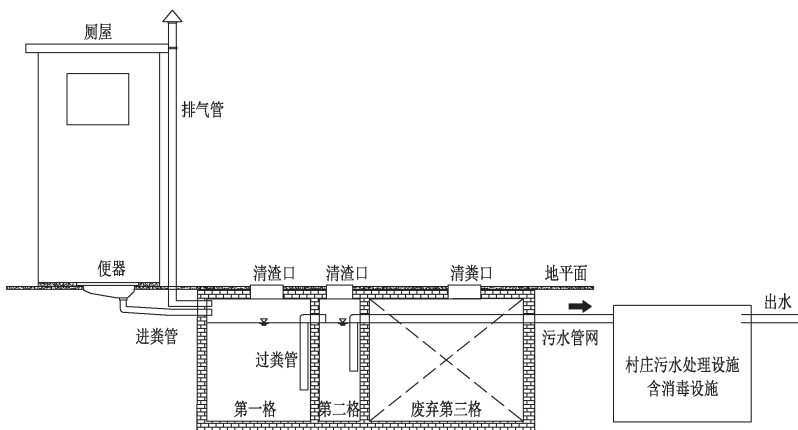 厕屋
排气管
便器
清渣口
清渣口
清粪口
地平面
进粪管
过粪管
污水管网
出水
村庄污水处理设施
含消毒设施
第一格
第二格
废弃第三格